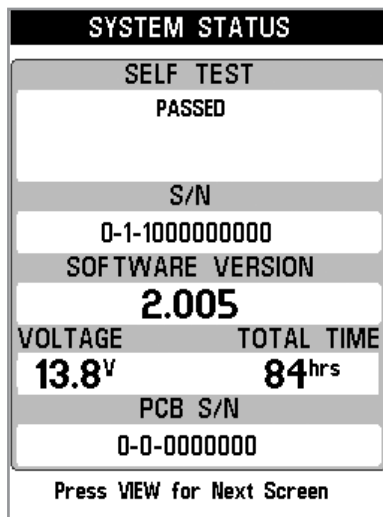 SYSTEM STATUS
SELF TEST
PASSED
S/N
0-1-1000000000
SOFTWARE VERSION
2.005
VOLTAGE TOTAL TIME
13.8V 84hrs
PCB S/N
0-0-0000000
Press VIEW for Next Screen